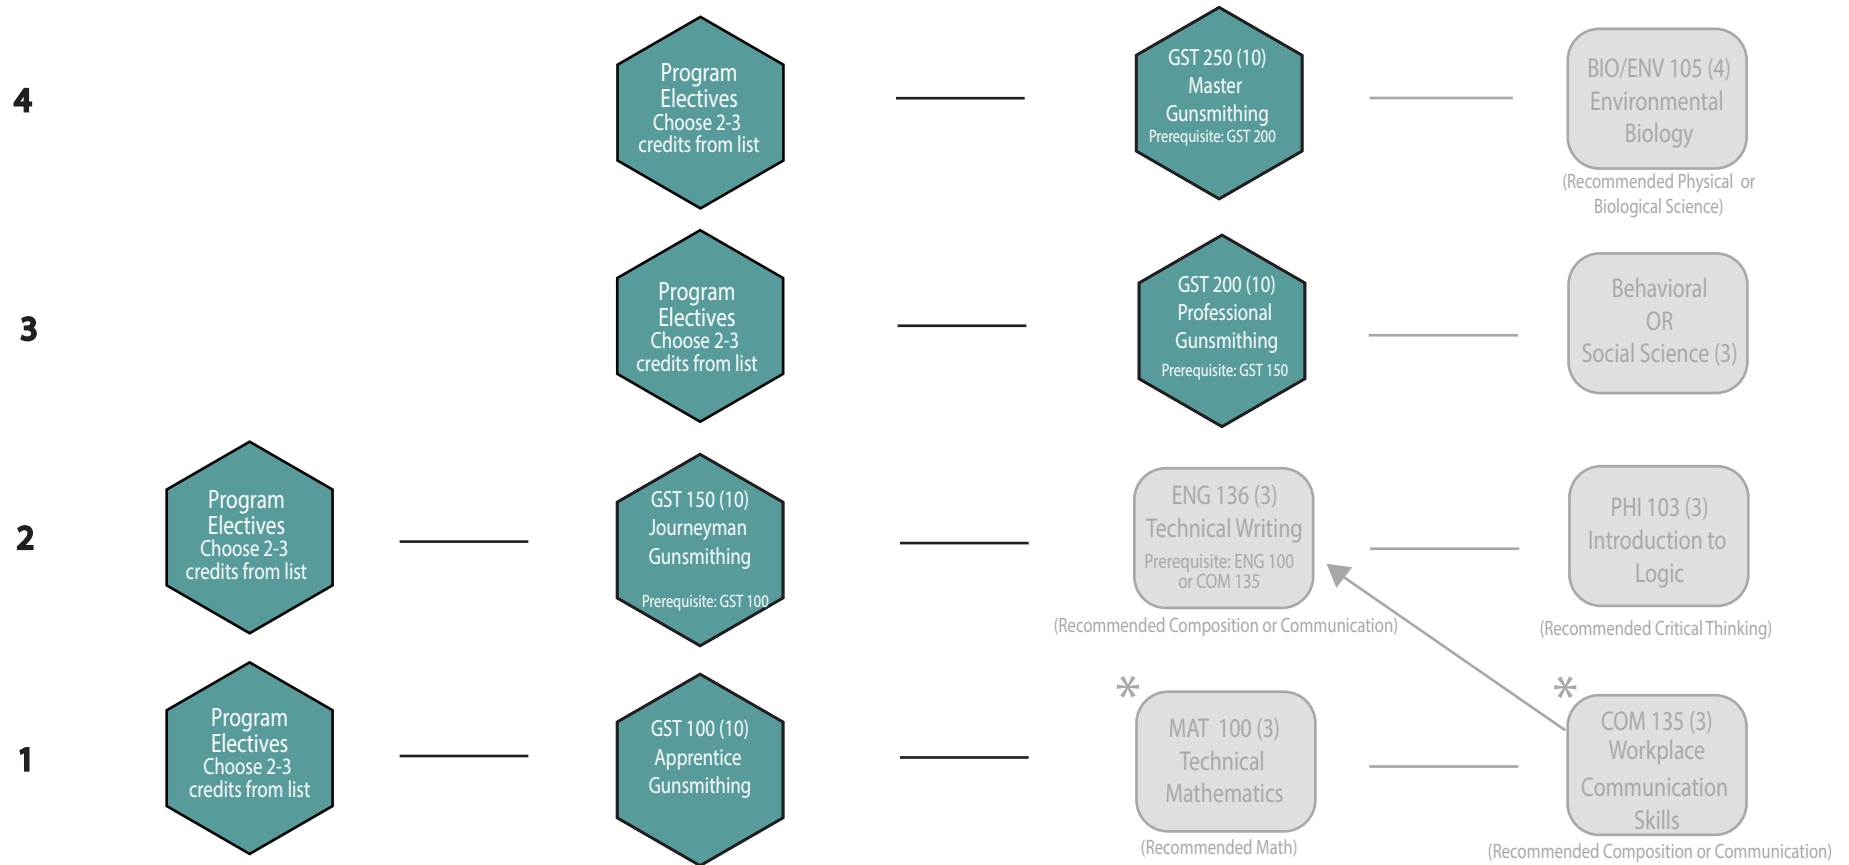 4
Program
Electives
Choose 2-3
credits from list
GST 250 (10)
Master
Gunsmithing
Prerequisite: GST 200
BIO/ENV 105 (4)
Environmental
Biology
(Recommended Physical or
Biological Science)
3
Program
Electives
Choose 2-3
credits from list
GST 200 (10)
Professional
Gunsmithing
Prerequisite: GST 150
Behavioral
OR
Social Science (3)
2
Program
Electives
Choose 2-3
credits from list
GST 150 (10)
Journeyman
Gunsmithing
Prerequisite: GST 100
ENG 136 (3)
Technical Writing
Prerequisite: ENG 100
or COM 135
(Recommended Composition or Communication)
PHI 103 (3)
Introduction to
Logic
(Recommended Critical Thinking)
1
Program
Electives
Choose 2-3
credits from list
GST 100 (10)
Apprentice
Gunsmithing
*
MAT 100 (3)
Technical
Mathematics
(Recommended Math)
*
COM 135 (3)
Workplace
Communication
Skills
(Recommended Composition or Communication)